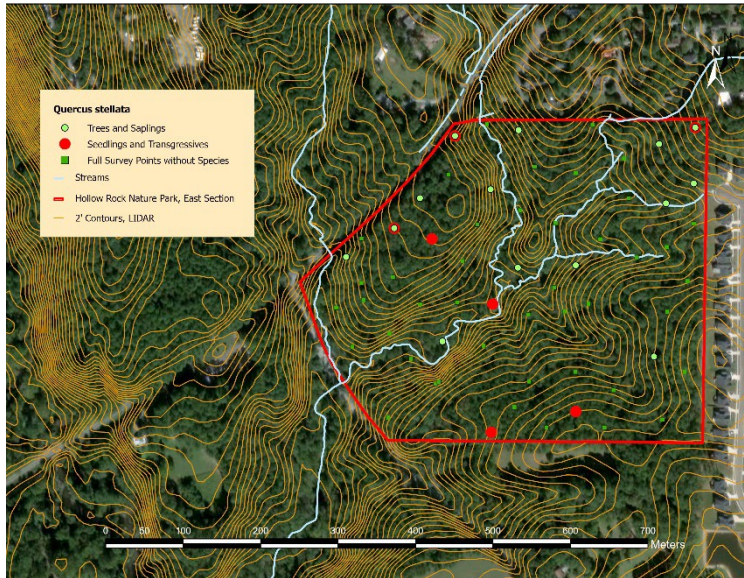 N
Quercus stellata
Trees and Saplings
Seedlings and Transgressives
Full Survey Points without Species
Streams
Hollow Rock Nature Park, East Section
2' Contours, LIDAR
0 50 100 200 300 400 500 600 700
Meters